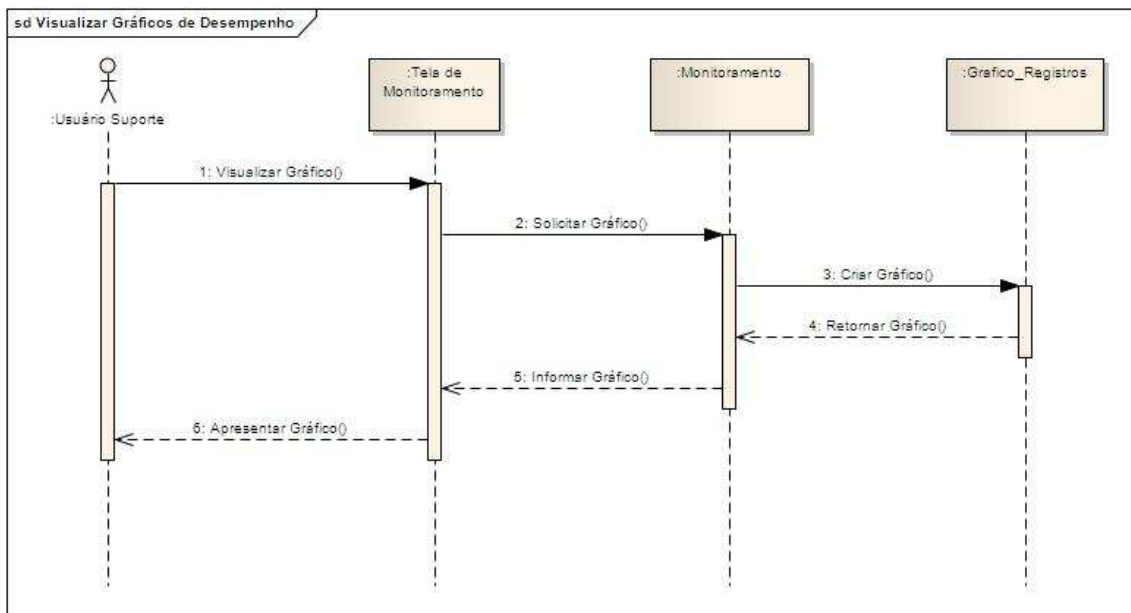 sd Visualizar Gráficos de Desempenho
:Usuário Suporte
:Tela de
Monitoramento
:Monitoramento
:Grafico_Registros
1: Visualizar Gráfico()
2: Solicitar Gráfico()
3: Criar Gráfico()
4: Retornar Gráfico()
5: Informar Gráfico()
6: Apresentar Gráfico()